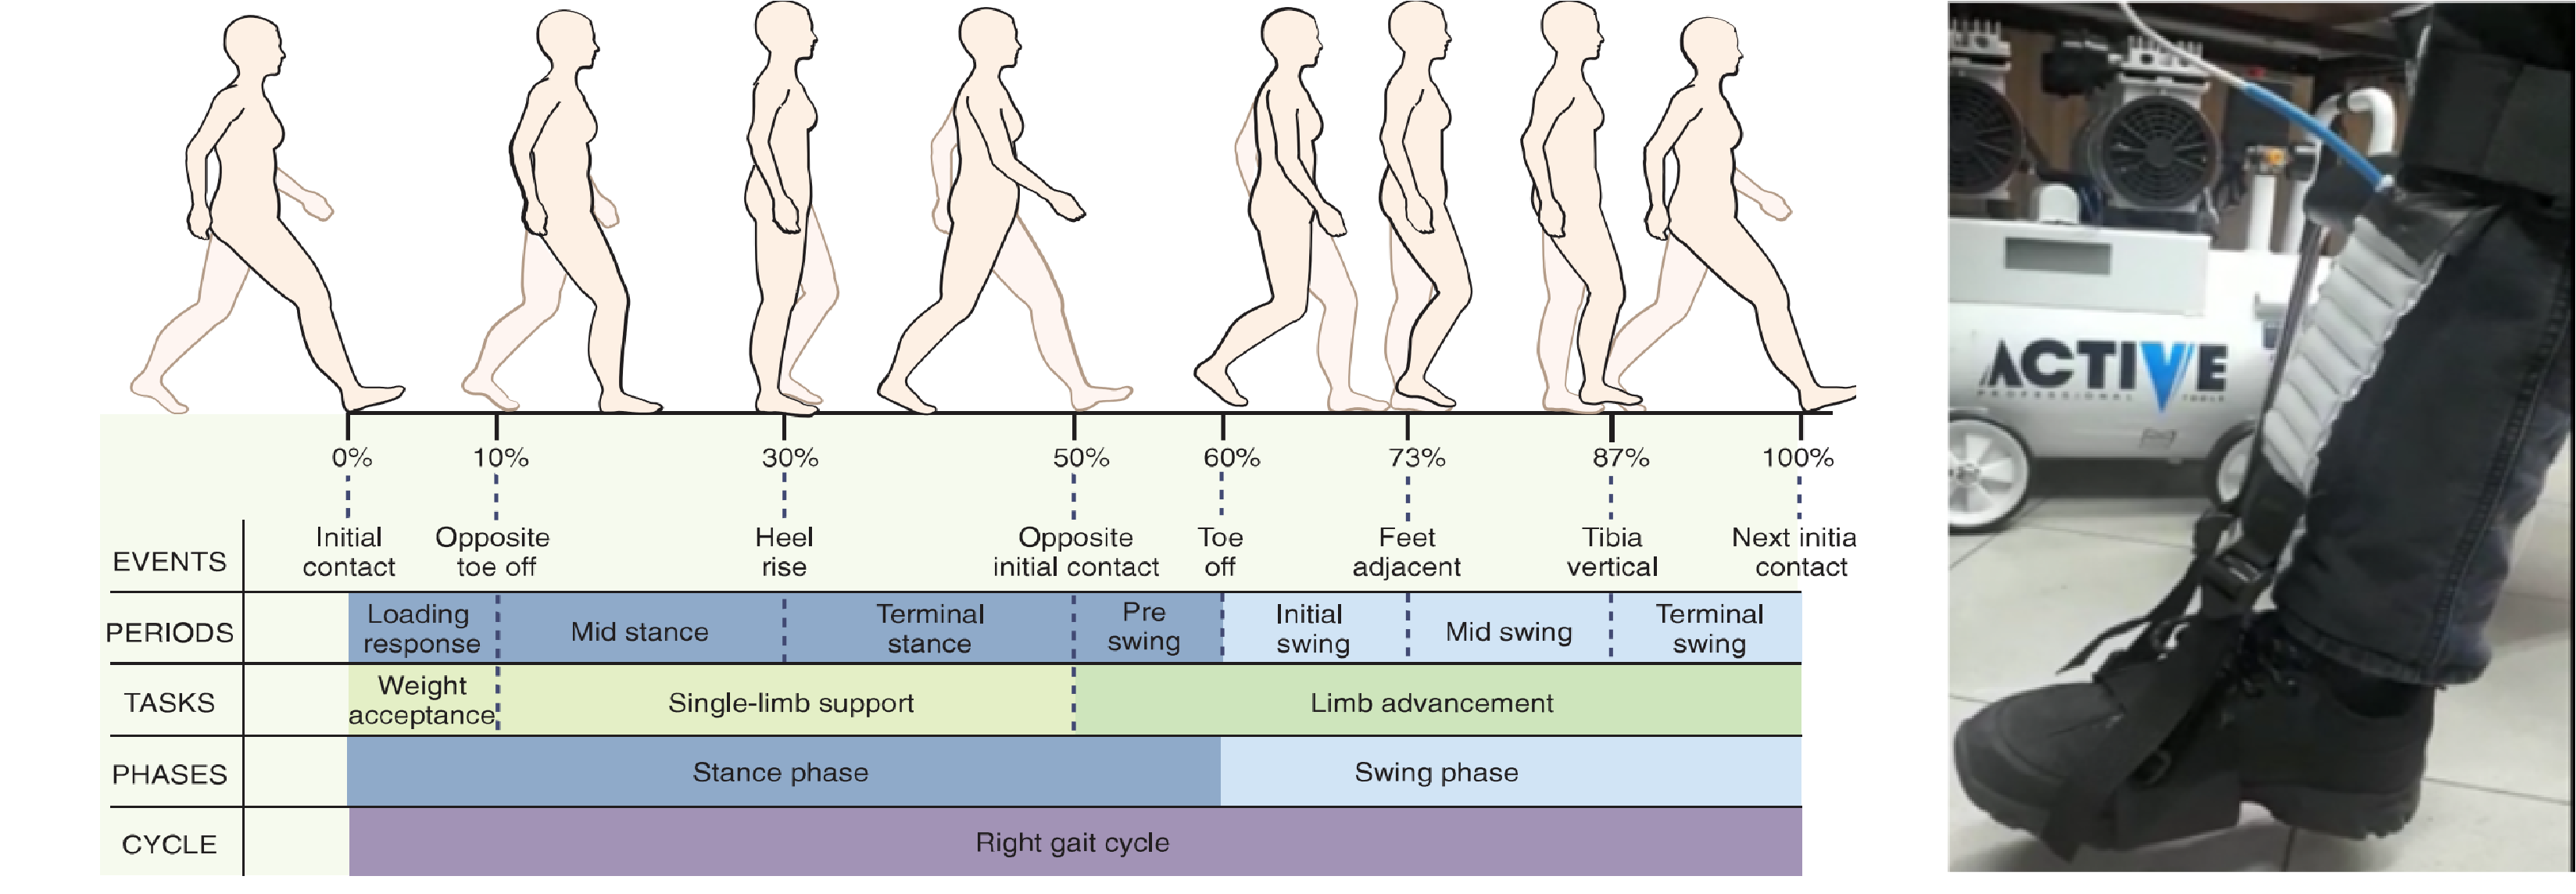 0% 10% 30% 50% 60% 73% 87% 100%
EVENTS
Initial
contact
Opposite
toe off
Heel
rise
Opposite
initial contact
Toe
off
Feet
adjacent
Tibia
vertical
Next initia
contact
PERIODS
Loading
response
Mid stance
Terminal
stance
Pre
swing
Initial
swing
Mid swing
Terminal
swing
TASKS
Weight
acceptance
Single-limb support
Limb advancement
PHASES
Stance phase
Swing phase
CYCLE
Right gait cycle
ACTIVE
PROFESSIONAL TOOLS